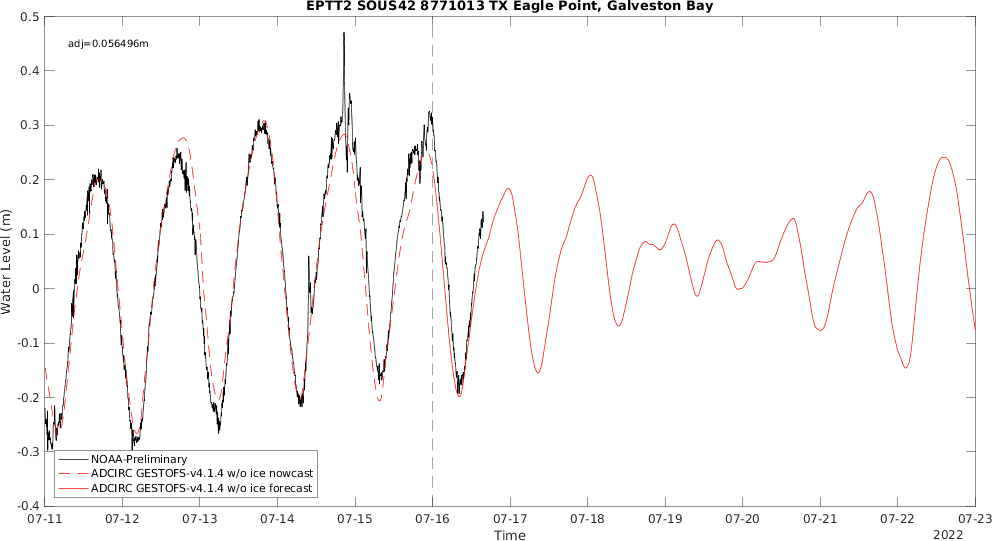 EPTT2 SOUS42 8771013 TX Eagle Point, Galveston Bay
adj=0.056496m
0.5
0.4
0.3
0.2
0.1
0
-0.1
-0.2
-0.3
-0.4
Water Level (m)
NOAA-Preliminary
ADCIRC GESTOFS-v4.1.4 w/o ice nowcast
ADCIRC GESTOFS-v4.1.4 w/o ice forecast
07-11 07-12 07-13 07-14 07-15 07-16 07-17 07-18 07-19 07-20 07-21 07-22 07-23
Time
2022